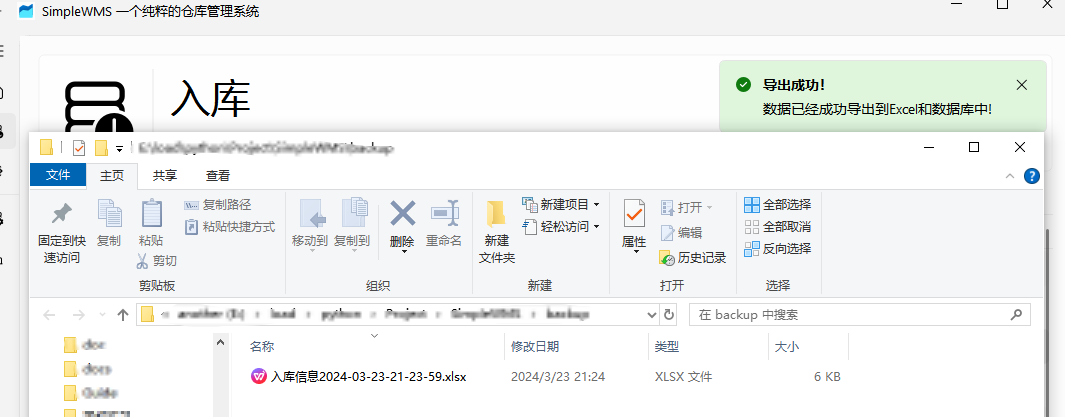 SimpleWMS 一个纯粹的仓库管理系统
入库
导出成功！
数据已经成功导出到Excel和数据库中!
文件 主页 共享 查看
固定到快速访问
复制
粘贴
复制路径
粘贴快捷方式
剪切
剪贴板
移动到 复制到 删除 重命名
组织
新建文件夹
新建项目
轻松访问
新建
属性
打开
编辑
历史记录
打开
全部选择
全部取消
反向选择
选择
在 backup 中搜索
名称 修改日期 类型 大小
入库信息2024-03-23-21-23-59.xlsx 2024/3/23 21:24 XLSX 文件 6 KB